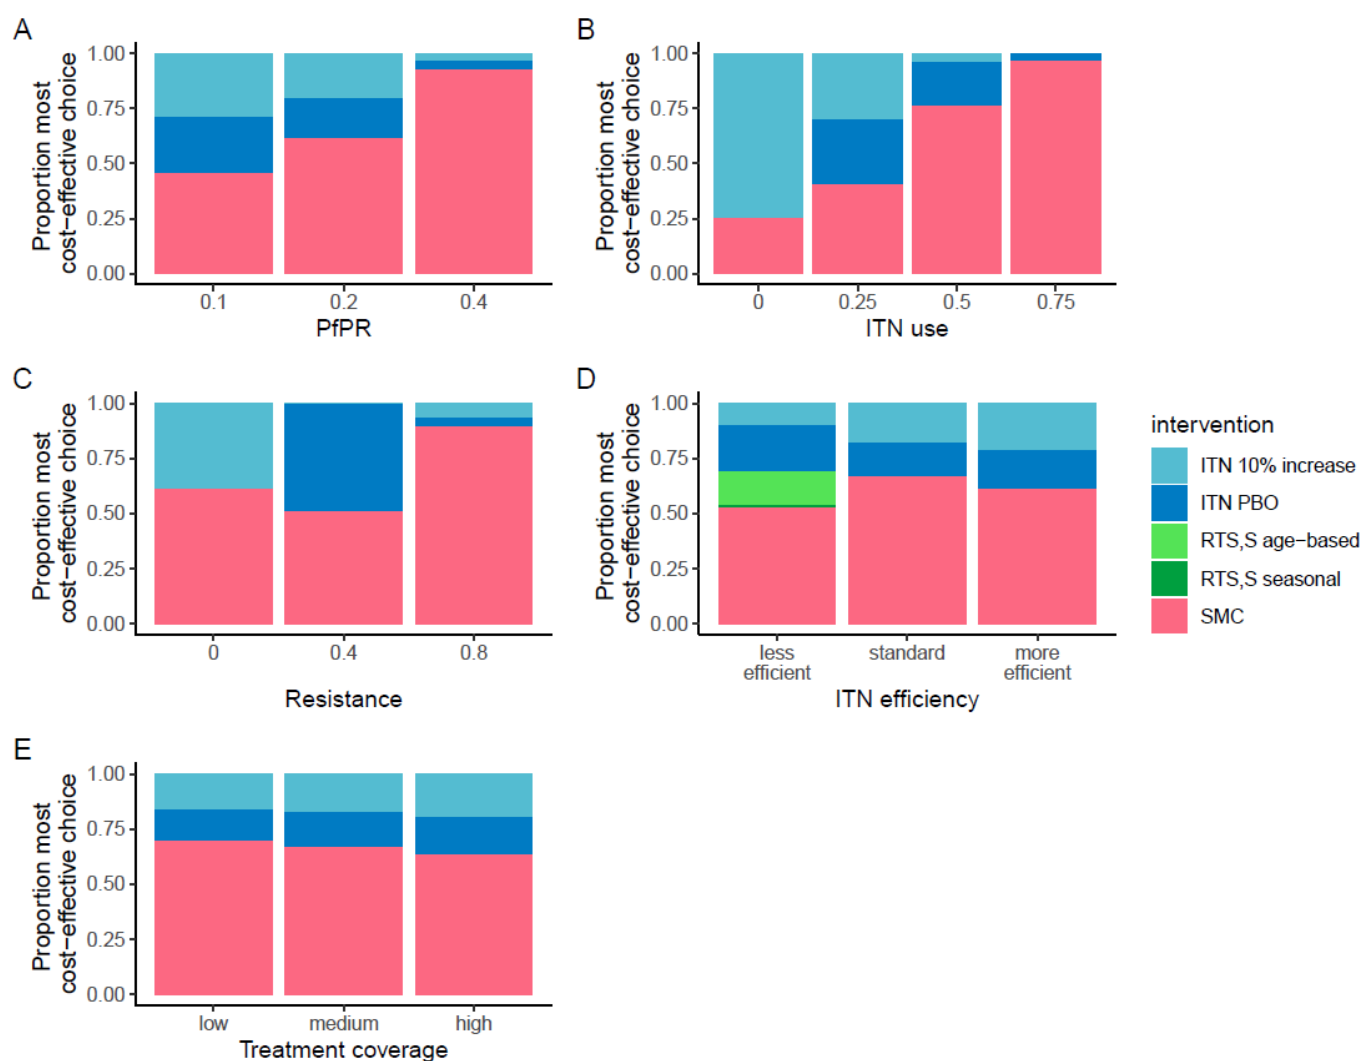 A
Proportion most
cost−effective choice
1.00
0.75
0.50
0.25
0.00
0.1
0.2
0.4
PfPR
B
Proportion most
cost−effective choice
1.00
0.75
0.50
0.25
0.00
0
0.25
0.5
0.75
ITN use
C
Proportion most
cost−effective choice
1.00
0.75
0.50
0.25
0.00
0
0.4
0.8
Resistance
D
Proportion most
cost−effective choice
1.00
0.75
0.50
0.25
0.00
less
efficient
standard
more
efficient
ITN efficiency
intervention
ITN 10% increase
ITN PBO
RTS,S age−based
RTS,S seasonal
SMC
E
Proportion most
cost−effective choice
1.00
0.75
0.50
0.25
0.00
low
medium
high
Treatment coverage